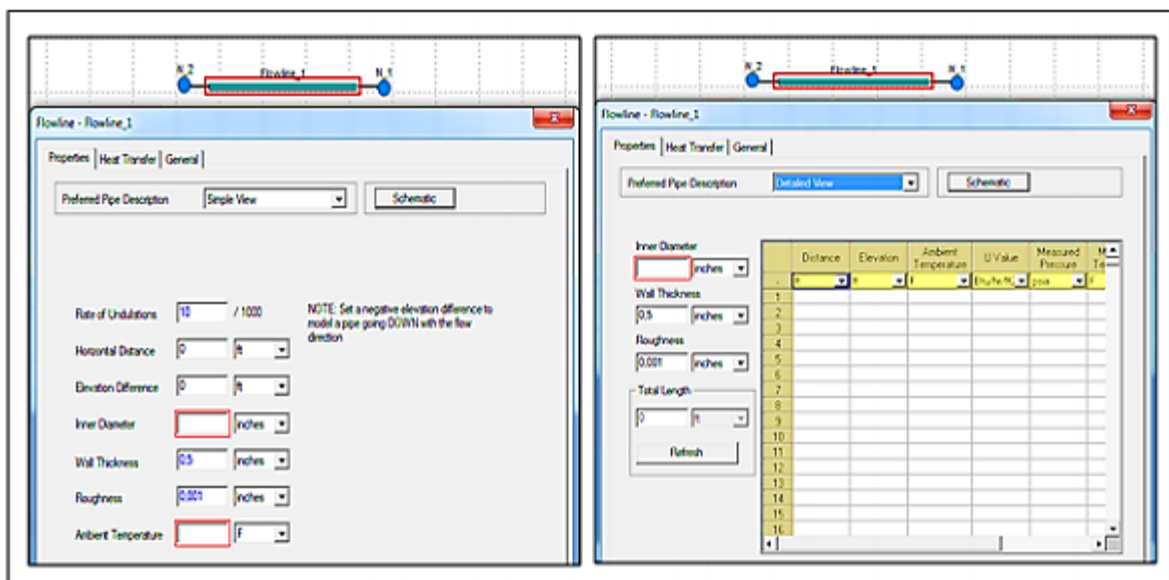 N_2 Flowline_1 N_1
Flowline - Flowline_1
Properties Heat Transfer General
Preferred Pipe Description Simple View Schematic
Rate of Undulations 10 / 1000
NOTE: Set a negative elevation difference to
model a pipe going DOWN with the flow
direction
Horizontal Distance 0 ft
Elevation Difference 0 ft
Inner Diameter inches
Wall Thickness 0.5 inches
Roughness 0.001 inches
Ambient Temperature F
N_2 Flowline_1 N_1
Flowline - Flowline_1
Properties Heat Transfer General
Preferred Pipe Description Detailed View Schematic
Inner Diameter
inches
Wall Thickness
0.5 inches
Roughness
0.001 inches
Total Length
0 ft
Refresh
Distance Elevation Ambient Temperature U Value Measured Pressure
ft ft F psia F
1
2
3
4
5
6
7
8
9
10
11
12
13
14
15
16